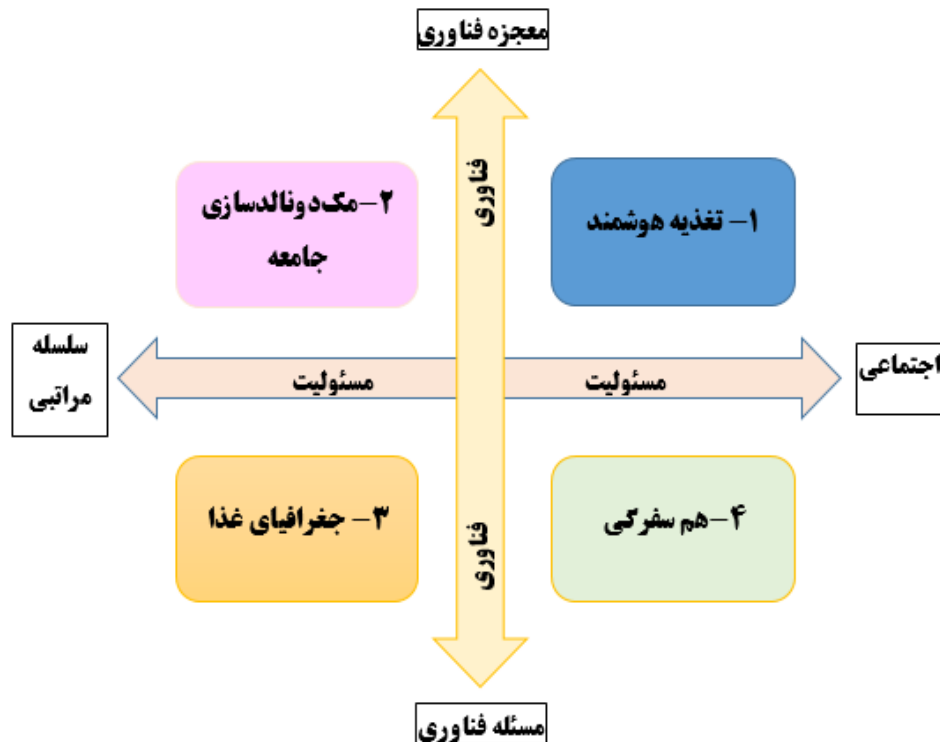 معجزه فناوری
فناوری
۱- تغذیه هوشمند
۲-مک‌دونالدسازی
جامعه
اجتماعی
مسئولیت
مسئولیت
سلسله
مراتبی
۳- جغرافیای غذا
۴-هم سفرگی
فناوری
مسئله فناوری